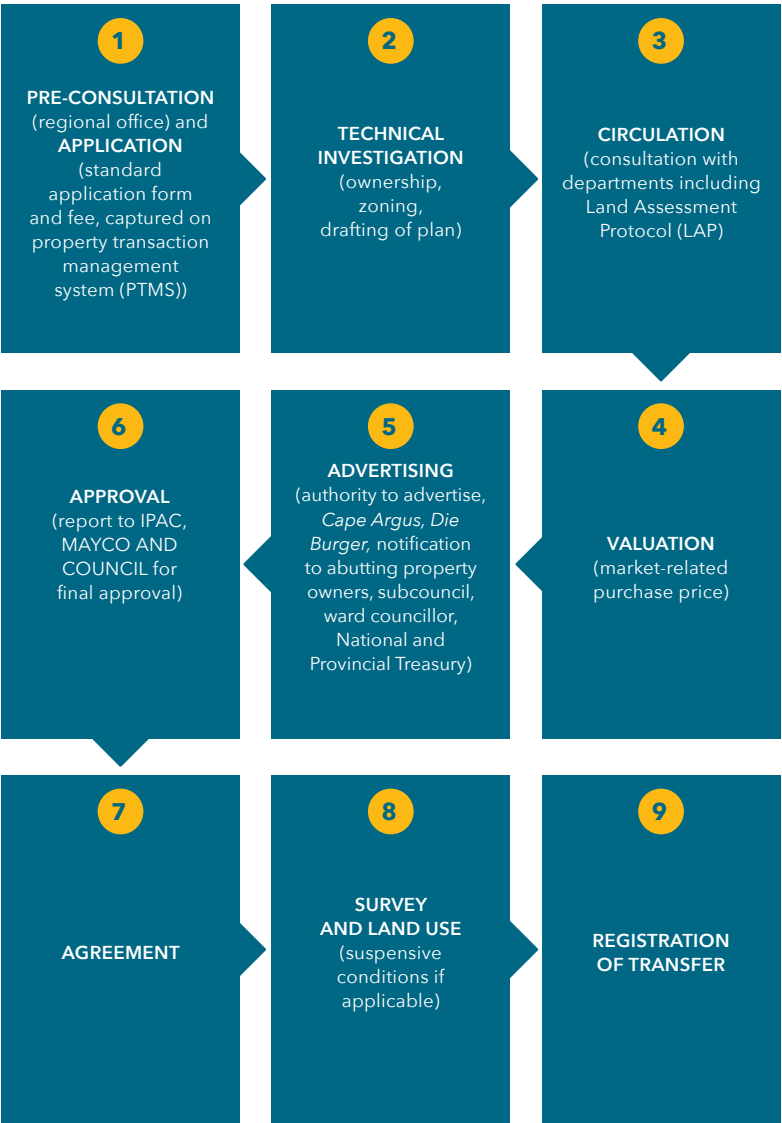 1
PRE-CONSULTATION
(regional office) and
APPLICATION
(standard
application form
and fee, captured on
property transaction
management
system (PTMS))
2
TECHNICAL
INVESTIGATION
(ownership,
zoning,
drafting of plan)
3
CIRCULATION
(consultation with
departments including
Land Assessment
Protocol (LAP)
4
VALUATION
(market-related
purchase price)
5
ADVERTISING
(authority to advertise,
Cape Argus, Die
Burger, notification
to abutting property
owners, subcouncil,
ward councillor,
National and
Provincial Treasury)
6
APPROVAL
(report to IPAC,
MAYCO AND
COUNCIL for
final approval)
7
AGREEMENT
8
SURVEY
AND LAND USE
(suspensive
conditions if
applicable)
9
REGISTRATION
OF TRANSFER